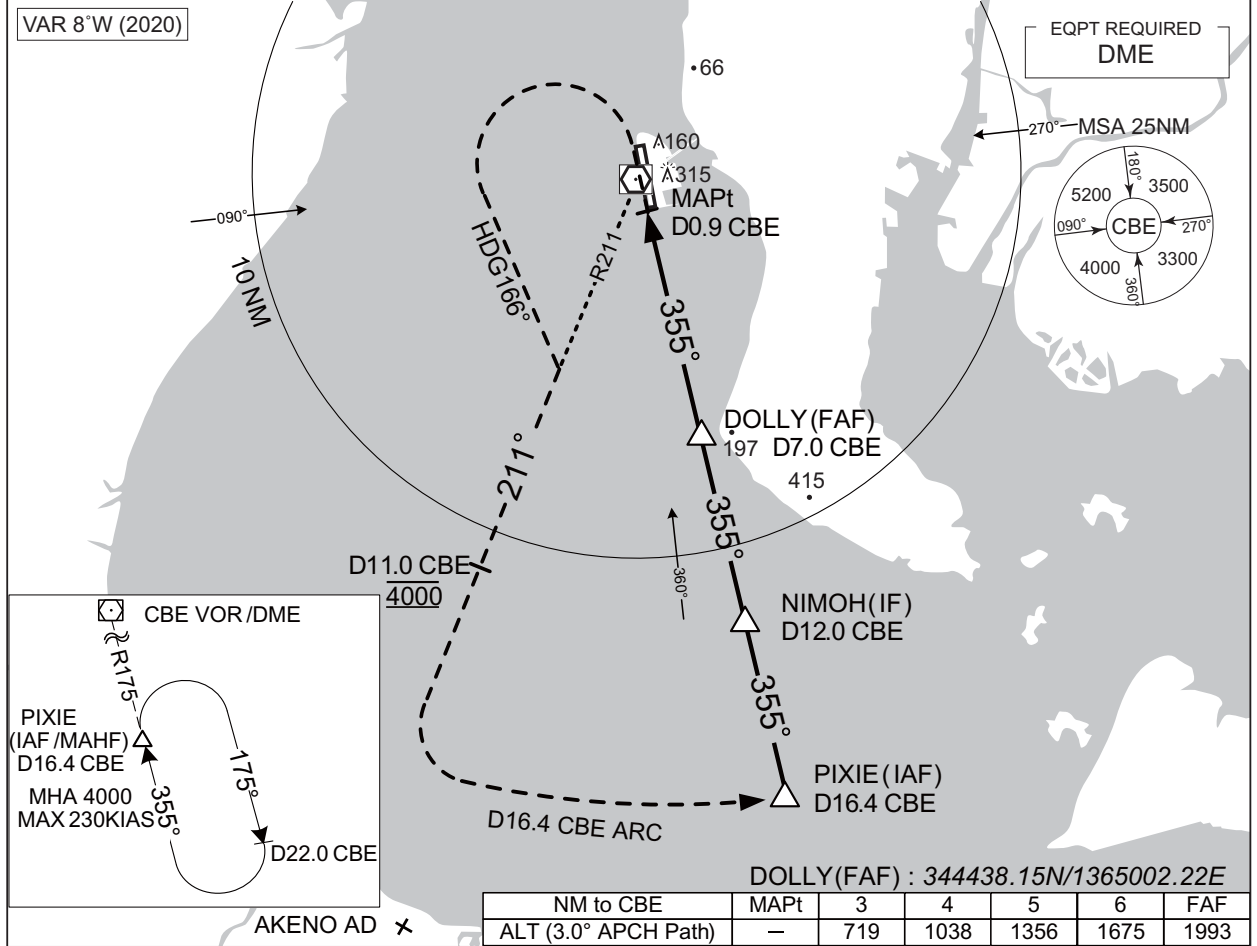 VAR 8°W (2020)
EQPT REQUIRED
DME
66
160
315
MAPt
D0.9 CBE
270°
MSA 25NM
180°
5200
3500
090°
CBE
270°
4000
3300
360°
090°
10 NM
HDG166°
R211
355°
DOLLY (FAF)
197 D7.0 CBE
415
211°
355°
D11.0 CBE
4000
360°
NIMOH (IF)
D12.0 CBE
355°
PIXIE (IAF)
D16.4 CBE
D16.4 CBE ARC
CBE VOR/DME
R175
PIXIE
(IAF/MAHF)
D16.4 CBE
MHA 4000
MAX 230KIAS
355°
175°
D22.0 CBE
AKENO AD
DOLLY(FAF) : 344438.15N/1365002.22E
NM to CBE MAPt 3 4 5 6 FAF
ALT (3.0° APCH Path) — 719 1038 1356 1675 1993